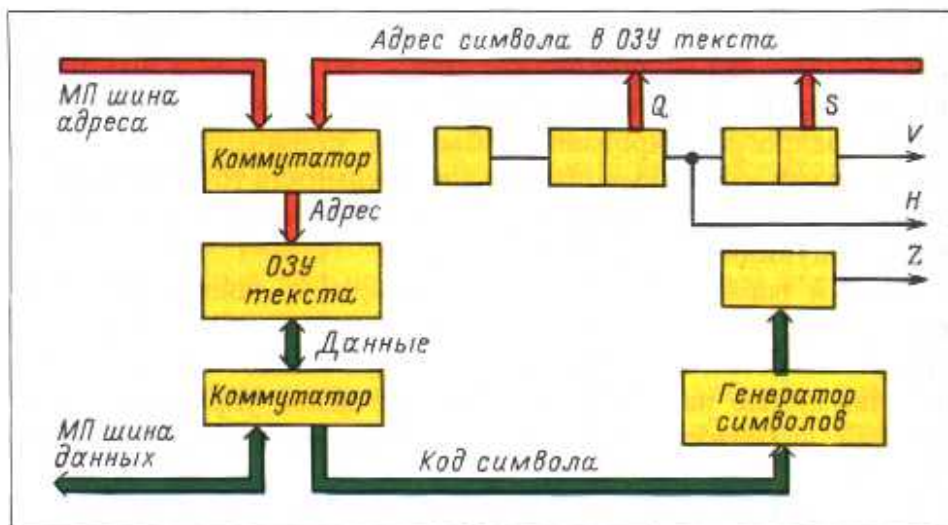 Адрес символа в ОЗУ текста
МП шина
адреса
Коммутатор
Q
S
V
H
Адрес
ОЗУ
текста
Z
Данные
Коммутатор
Генератор
символов
МП шина
данных
Код символа